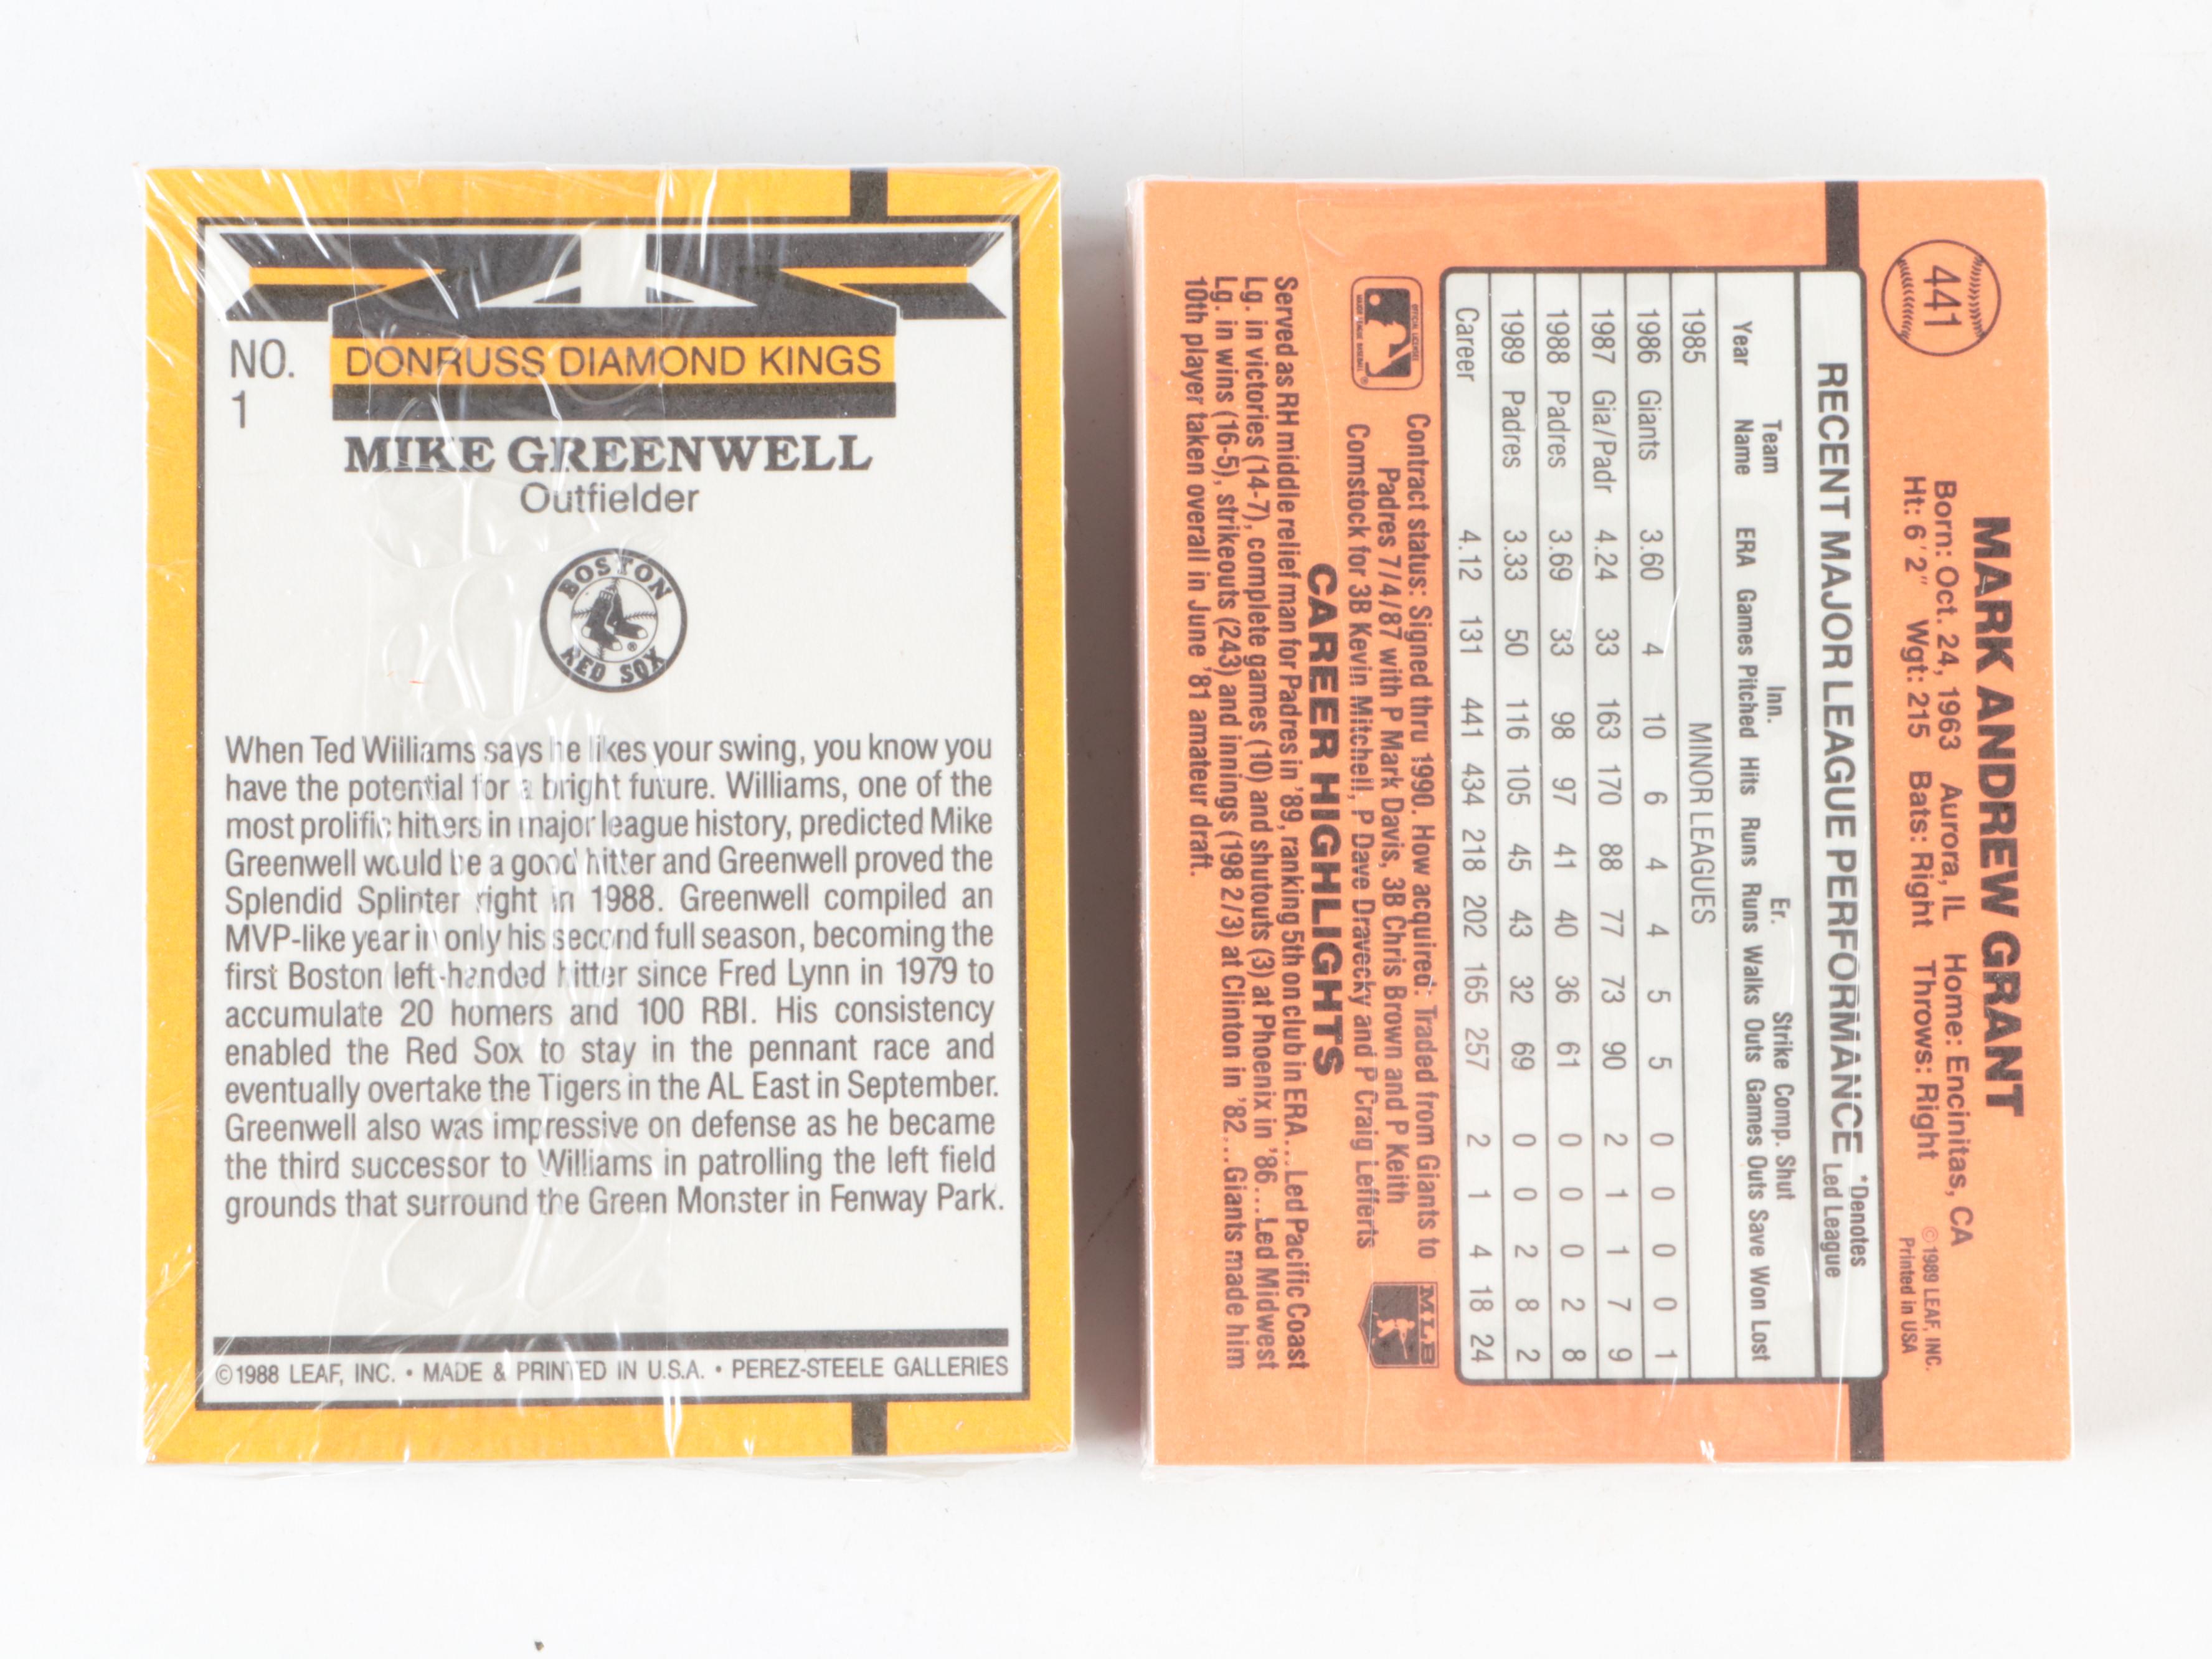 NO.
1
DONRUSS DIAMOND KINGS
MIKE GREENWELL
Outfielder
BOSTON
RED SOX
®
When Ted Williams says he likes your swing, you know you
have the potential for a bright future. Williams, one of the
most prolific hitters in major league history, predicted Mike
Greenwell would be a good hitter and Greenwell proved the
Splendid Splinter right in 1988. Greenwell compiled an
MVP-like year in only his second full season, becoming the
first Boston left-handed hitter since Fred Lynn in 1979 to
accumulate 20 homers and 100 RBI. His consistency
enabled the Red Sox to stay in the pennant race and
eventually overtake the Tigers in the AL East in September.
Greenwell also was impressive on defense as he became
the third successor to Williams in patrolling the left field
grounds that surround the Green Monster in Fenway Park.
©1988 LEAF, INC. • MADE & PRINTED IN U.S.A. • PEREZ-STEELE GALLERIES
441
MARK ANDREW GRANT
Born: Oct. 24, 1963 Aurora, IL Home: Encinitas, CA
Ht: 6'2" Wgt: 215 Bats: Right Throws: Right
©1989 LEAF, INC.
Printed in USA
RECENT MAJOR LEAGUE PERFORMANCE
*Denotes
Led League
Team Inn. Er. Strike Comp. Shut
Year Name ERA Games Pitched Hits Runs Runs Walks Outs Games Outs Save Won Lost
1985 MINOR LEAGUES
1986 Giants 3.60 4 10 6 4 4 5 5 0 0 0 0 1
1987 Gia/Padr 4.24 33 163 170 88 77 73 90 2 1 1 7 9
1988 Padres 3.69 33 98 97 41 40 36 61 0 0 0 2 8
1989 Padres 3.33 50 116 105 45 43 32 69 0 0 2 8 2
Career 4.12 131 441 434 218 202 165 257 2 1 4 18 24
OFFICIAL LICENSEE
MAJOR LEAGUE BASEBALL
®
MLB
Contract status: Signed thru 1990. How acquired: Traded from Giants to
Padres 7/4/87 with P Mark Davis, 3B Chris Brown and P Keith
Comstock for 3B Kevin Mitchell, P Dave Dravecky and P Craig Lefferts
CAREER HIGHLIGHTS
Served as RH middle relief man for Padres in '89, ranking 5th on club in ERA... Led Pacific Coast
Lg. in victories (14-7), complete games (10) and shutouts (3) at Phoenix in '86... Led Midwest
Lg. in wins (16-5), strikeouts (243) and innings (198 2/3) at Clinton in '82... Giants made him
10th player taken overall in June '81 amateur draft.